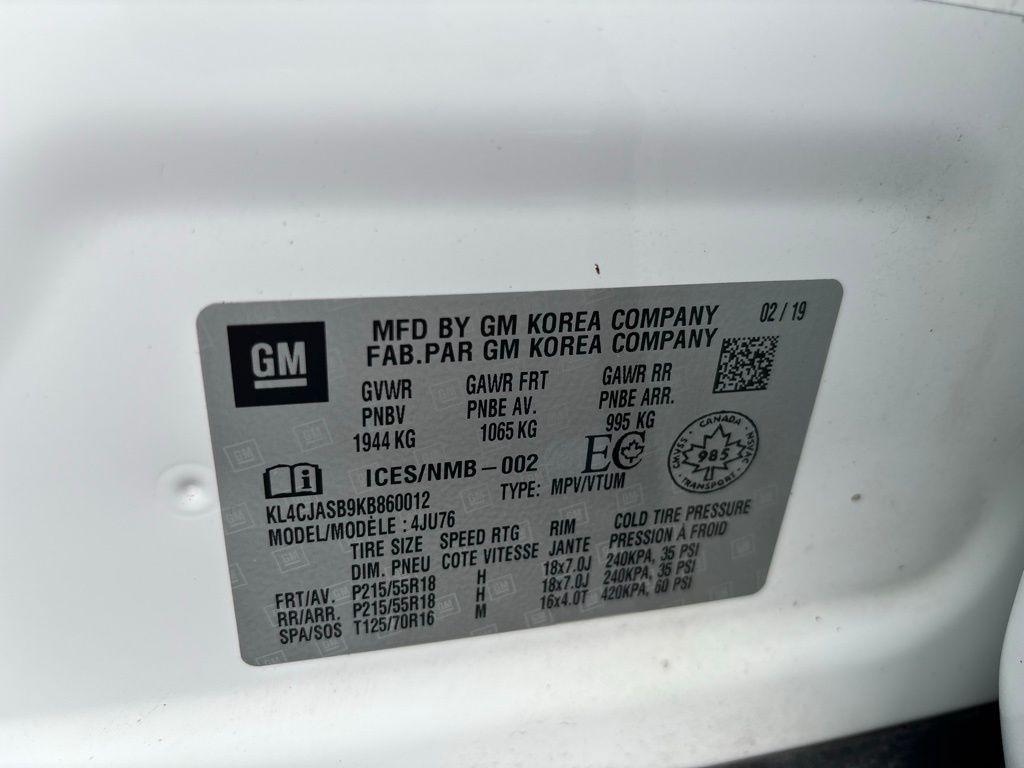 GM
MFD BY GM KOREA COMPANY 02 / 19
FAB.PAR GM KOREA COMPANY
GVWR GAWR FRT GAWR RR
PNBV PNBE AV. PNBE ARR.
1944 KG 1065 KG 995 KG
i ICES/NMB – 002 EC
CANADA
CMVSS 985 NSVAC
TRANSPORT
KL4CJASB9KB860012 TYPE: MPV/VTUM
MODEL/MODÈLE : 4JU76
TIRE SIZE SPEED RTG RIM COLD TIRE PRESSURE
DIM. PNEU COTE VITESSE JANTE PRESSION À FROID
FRT/AV. P215/55R18 H 18x7.0J 240KPA, 35 PSI
RR/ARR. P215/55R18 H 18x7.0J 240KPA, 35 PSI
SPA/SOS T125/70R16 M 16x4.0T 420KPA, 60 PSI